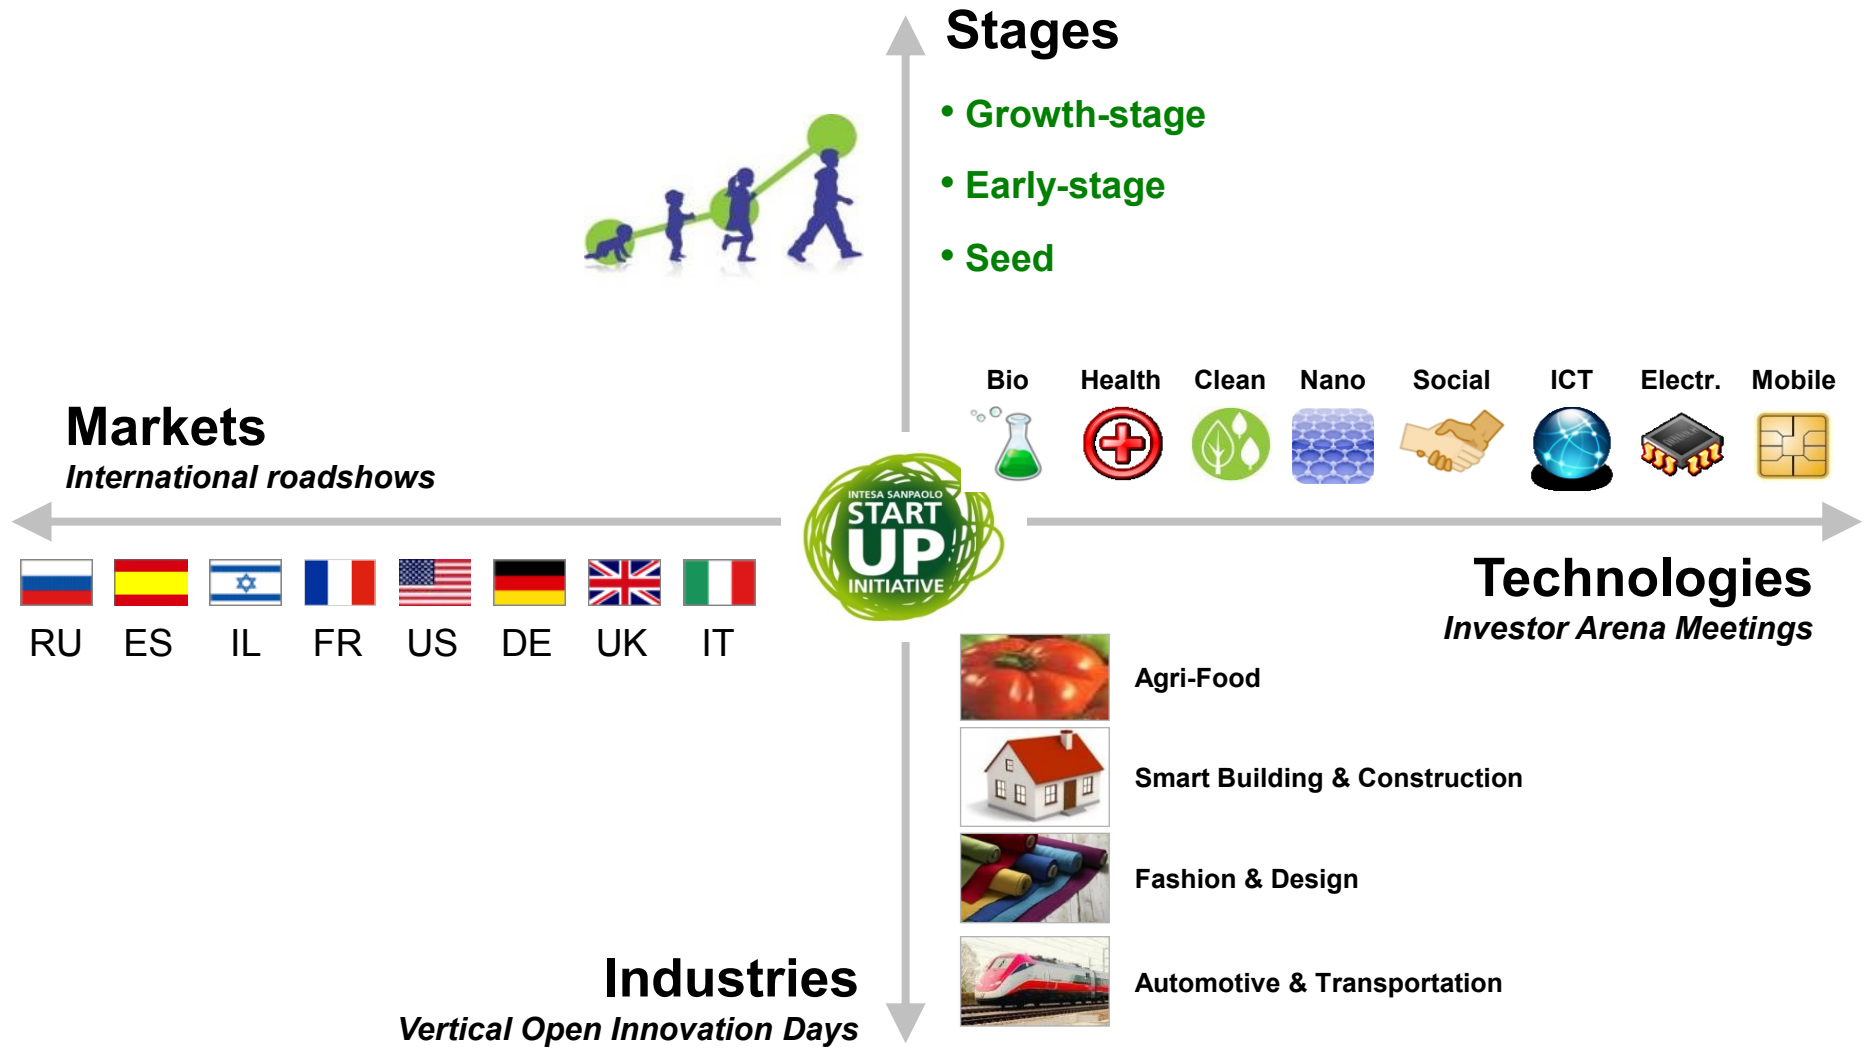 Stages
• Growth-stage
• Early-stage
• Seed
Bio Health Clean Nano Social ICT Electr. Mobile
Markets
International roadshows
INTESA SANPAOLO
START
UP
INITIATIVE
Technologies
Investor Arena Meetings
RU ES IL FR US DE UK IT
Agri-Food
Smart Building & Construction
Fashion & Design
Automotive & Transportation
Industries
Vertical Open Innovation Days